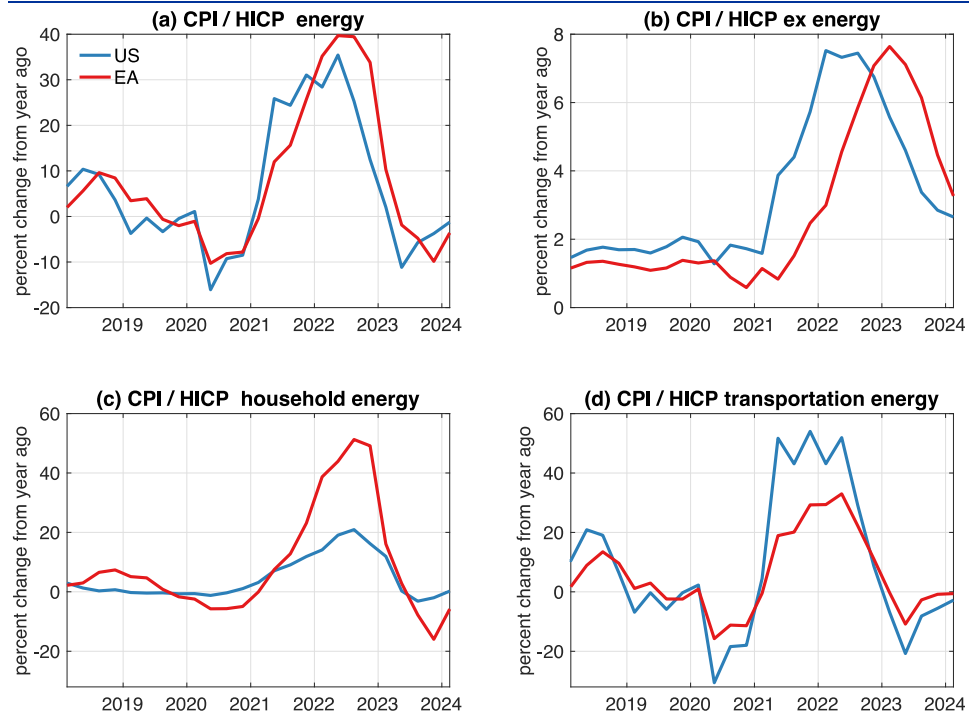 (a) CPI / HICP energy
percent change from year ago
40
30
20
10
0
-10
-20
US
EA
2019 2020 2021 2022 2023 2024
(b) CPI / HICP ex energy
percent change from year ago
8
6
4
2
0
2019 2020 2021 2022 2023 2024
(c) CPI / HICP household energy
percent change from year ago
60
40
20
0
-20
2019 2020 2021 2022 2023 2024
(d) CPI / HICP transportation energy
percent change from year ago
60
40
20
0
-20
2019 2020 2021 2022 2023 2024